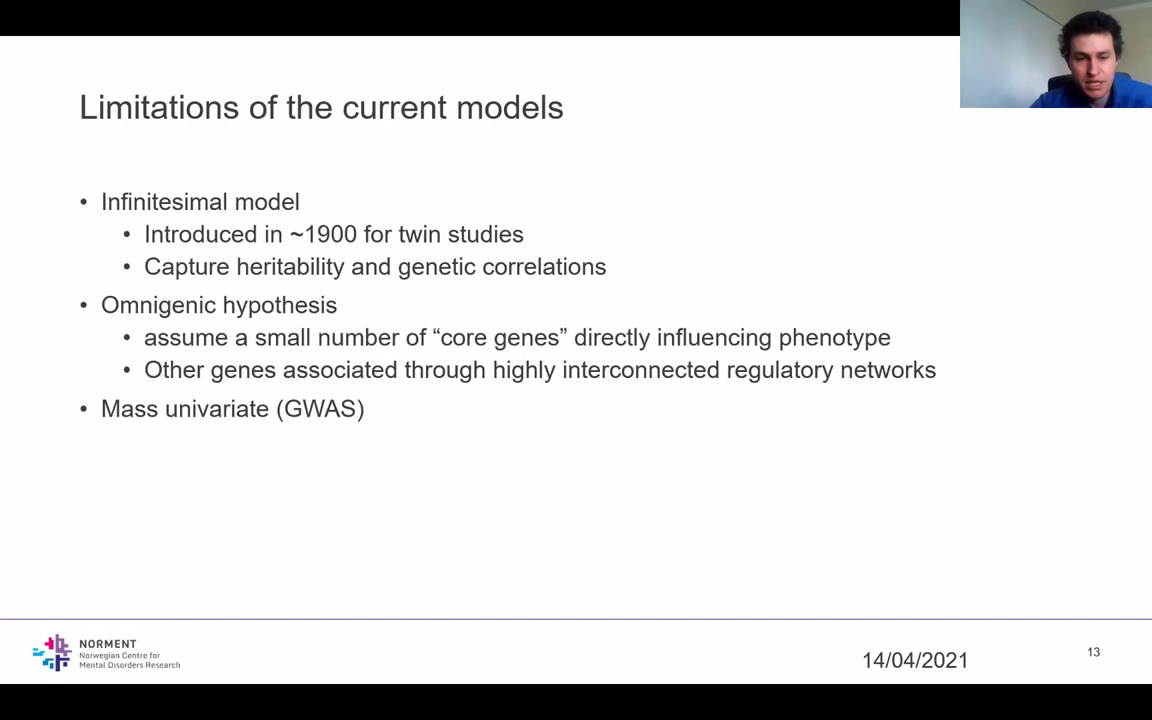 Limitations of the current models
• Infinitesimal model
• Introduced in ~1900 for twin studies
• Capture heritability and genetic correlations
• Omnigenic hypothesis
• assume a small number of “core genes” directly influencing phenotype
• Other genes associated through highly interconnected regulatory networks
• Mass univariate (GWAS)
NORMENT
Norwegian Centre for
Mental Disorders Research
14/04/2021
13